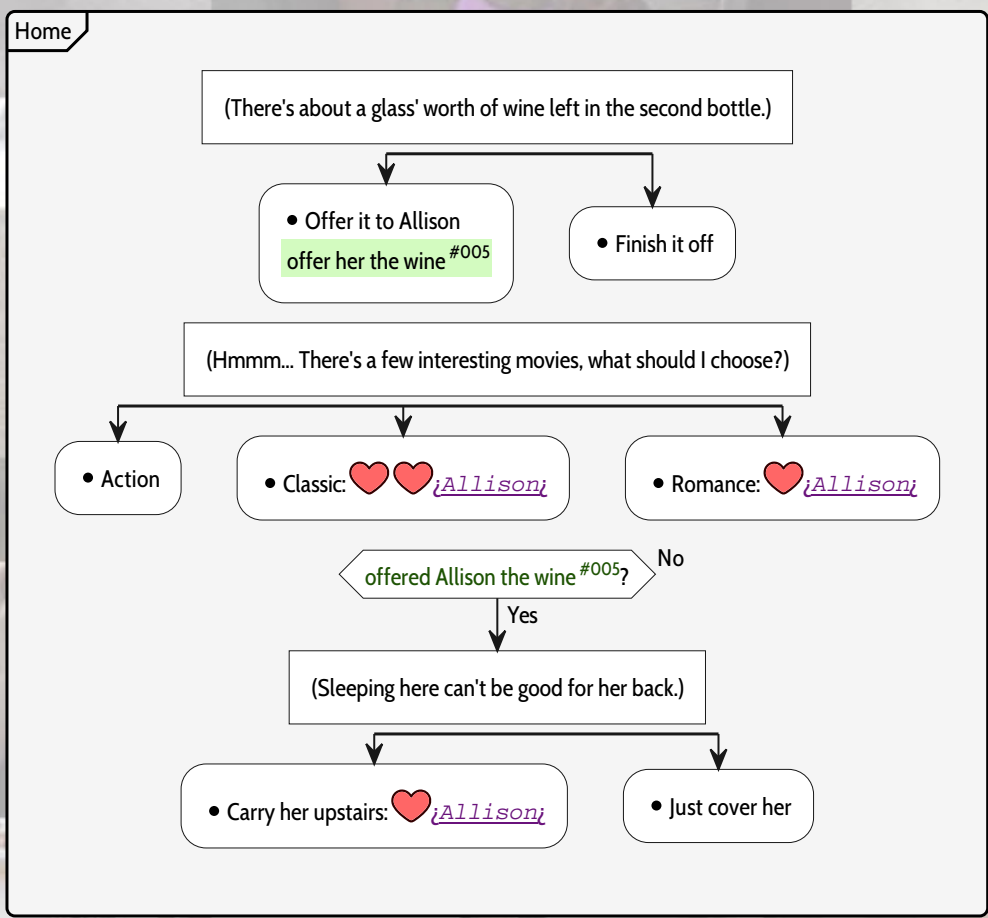 Home
(There's about a glass' worth of wine left in the second bottle.)
• Offer it to Allison
offer her the wine #005
• Finish it off
(Hmmm... There's a few interesting movies, what should I choose?)
• Action
• Classic: ¿Allison¿
• Romance: ¿Allison¿
offered Allison the wine #005?
No
Yes
(Sleeping here can't be good for her back.)
• Carry her upstairs: ¿Allison¿
• Just cover her